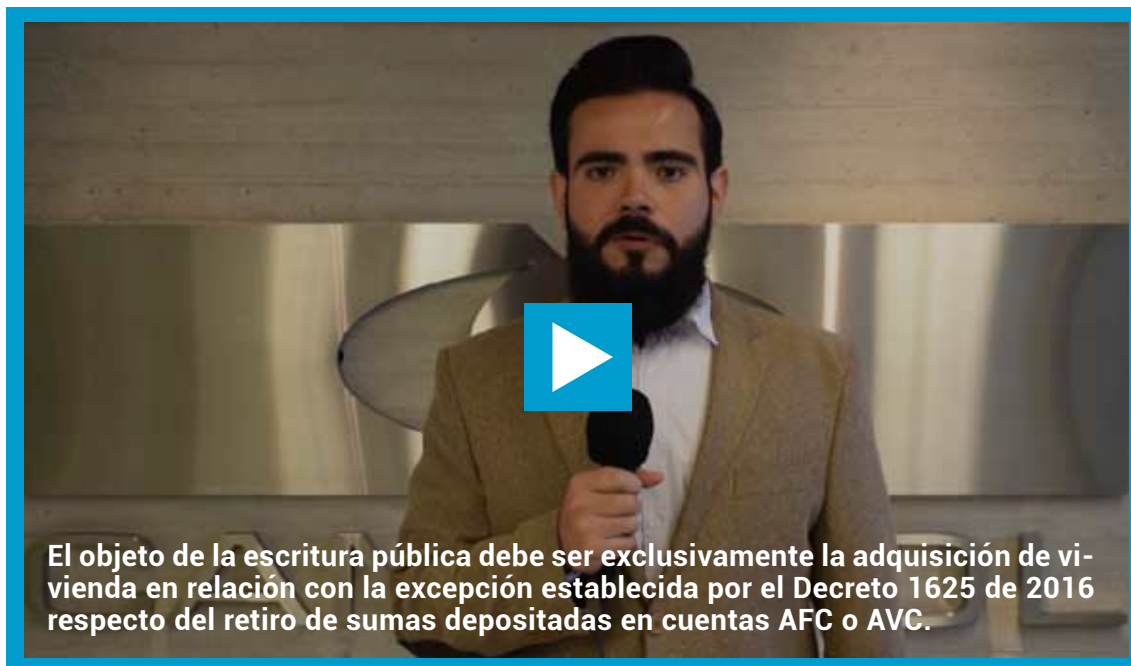 El objeto de la escritura pública debe ser exclusivamente la adquisición de vi-
vienda en relación con la excepción establecida por el Decreto 1625 de 2016
respecto del retiro de sumas depositadas en cuentas AFC o AVC.